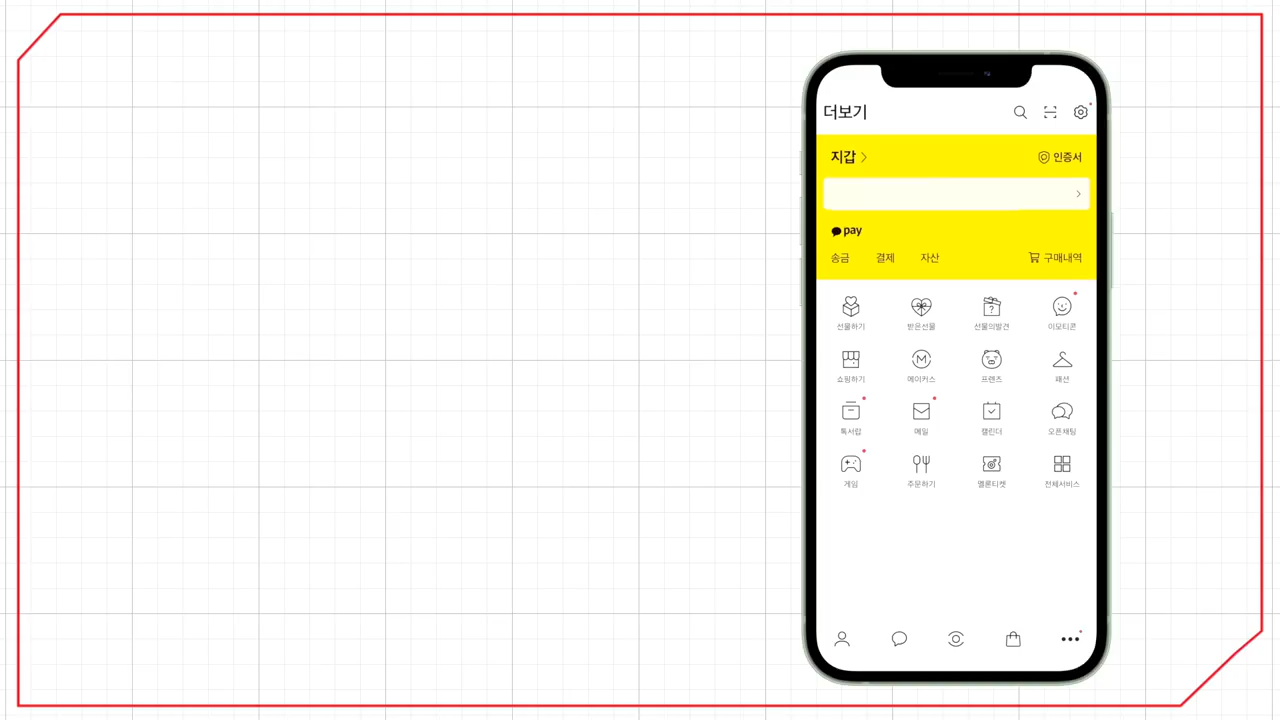 더보기
지갑
인증서
pay
송금 결제 자산 구매내역
선물하기 받은선물 선물의발견 이모티콘
쇼핑하기 메이커스 프렌즈 패션
톡서랍 메일 캘린더 오픈채팅
게임 주문하기 멜론티켓 전체서비스